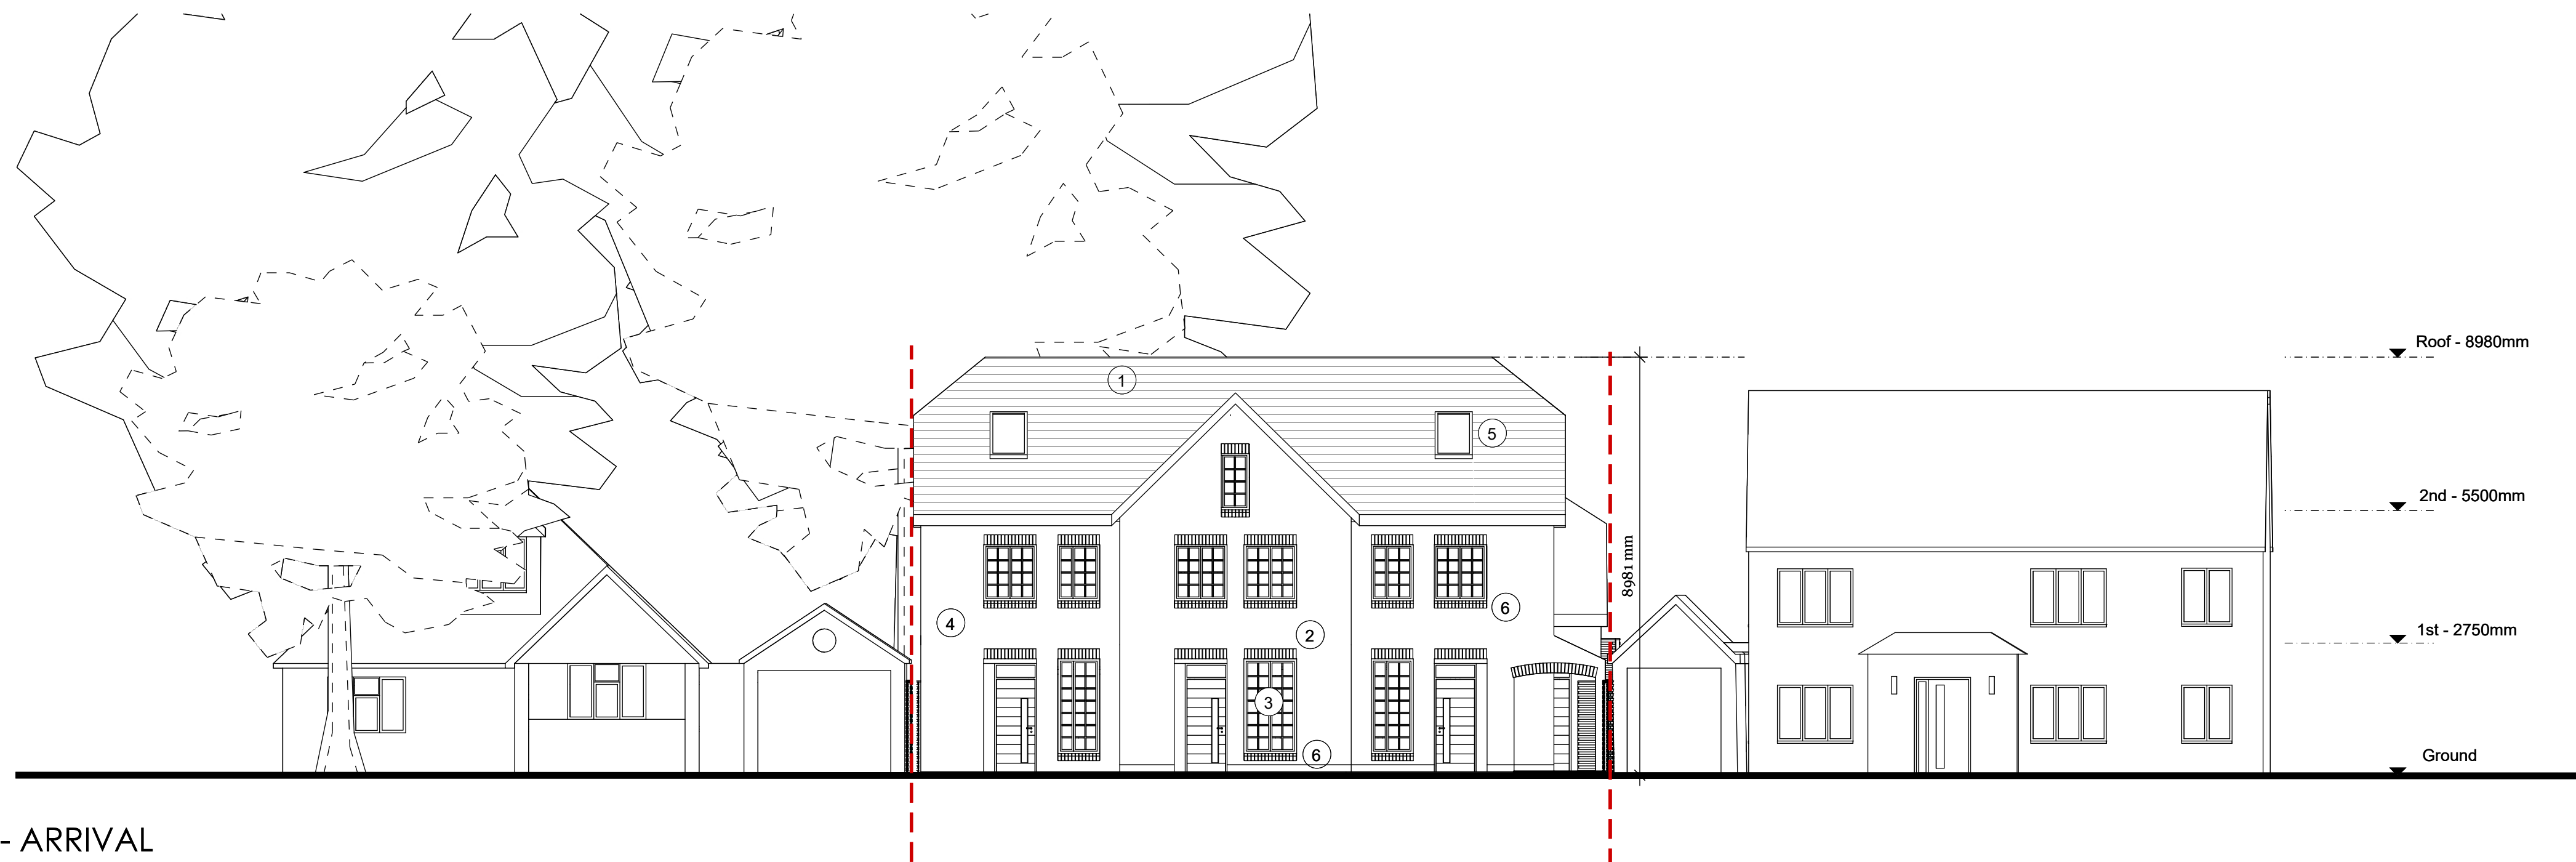 Roof - 8980mm
1
5
2nd - 5500mm
8981 mm
6
4
2
1st - 2750mm
3
6
Ground
- ARRIVAL